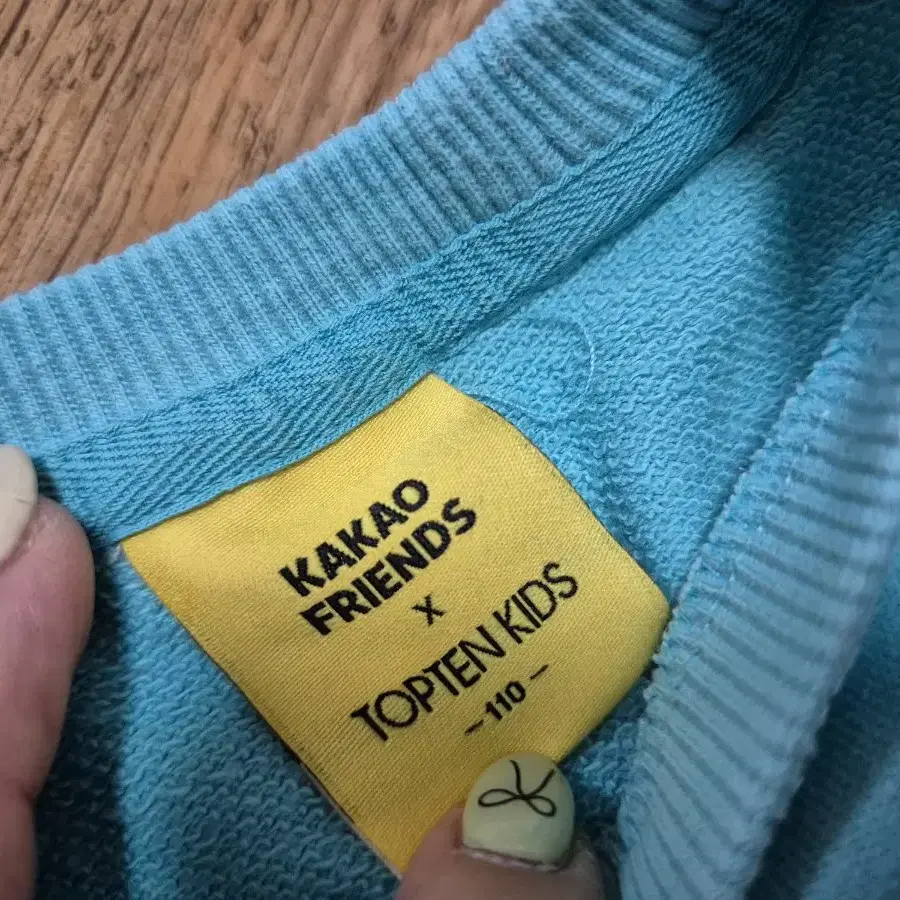 KAKAO
FRIENDS
X
TOPTEN KIDS
-110-